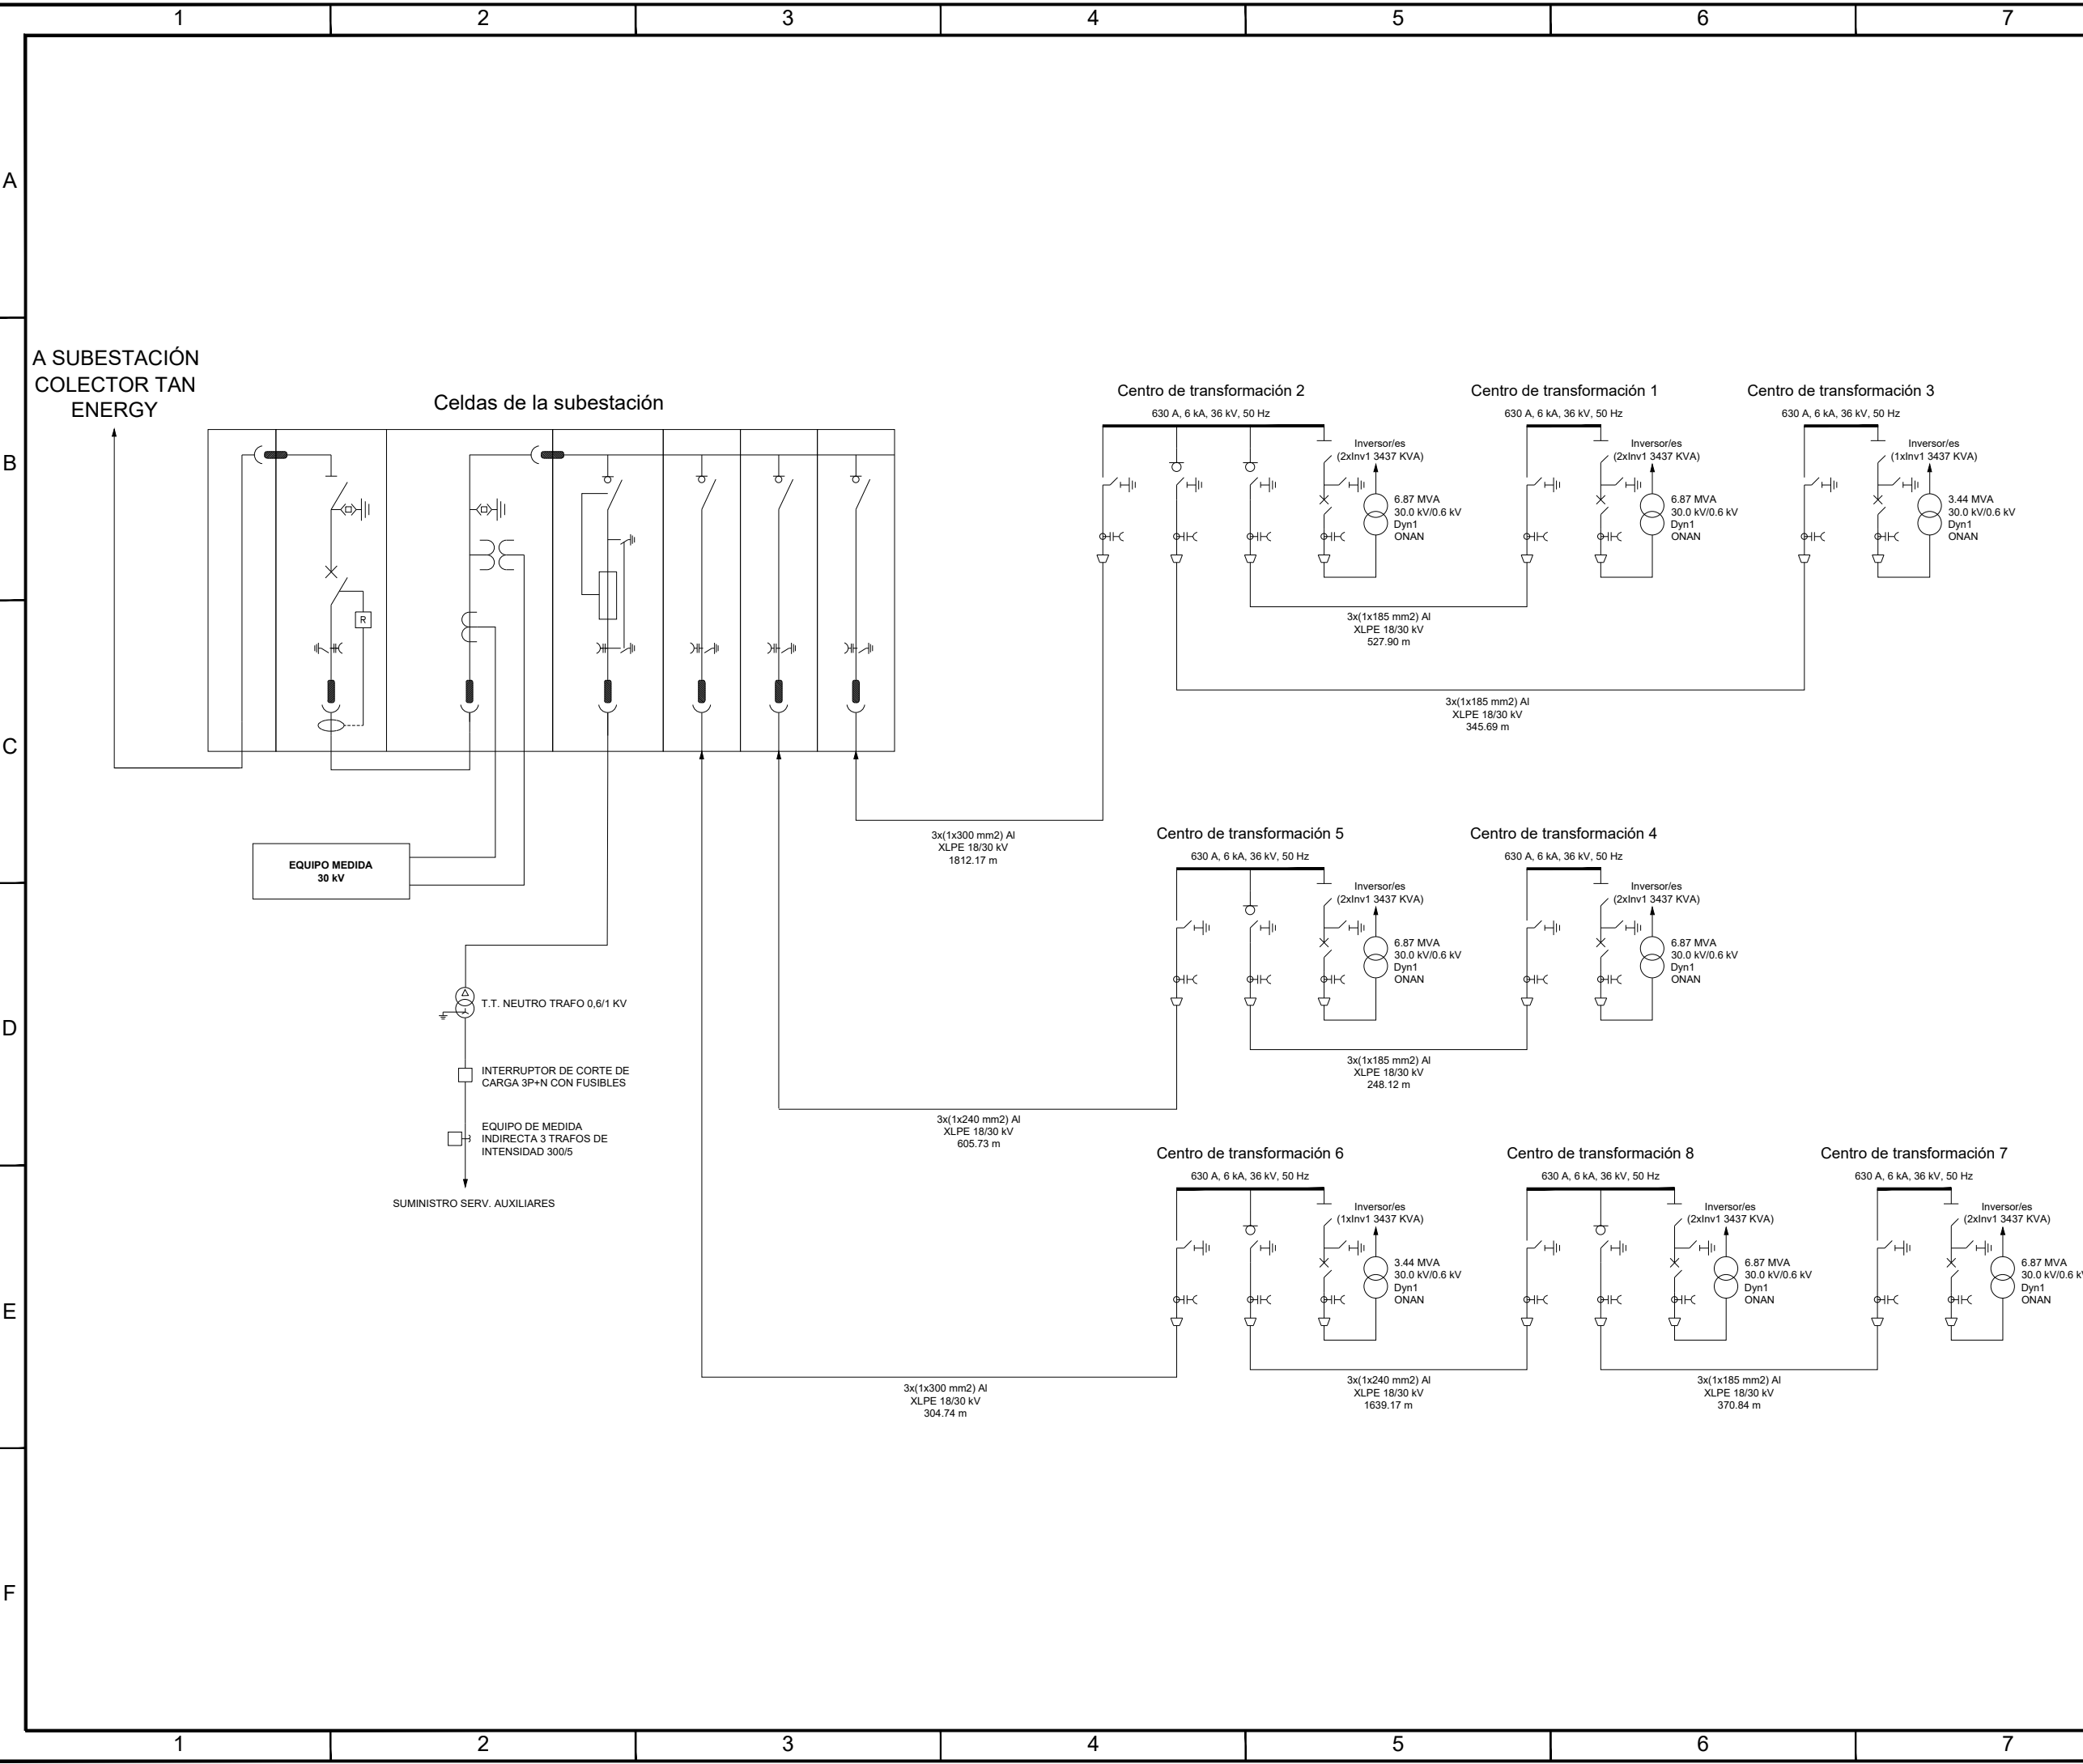 1 2 3 4 5 6 7
A
B
C
D
E
F
A SUBESTACIÓN
COLECTOR TAN
ENERGY
Celdas de la subestación
R
EQUIPO MEDIDA
30 kV
T.T. NEUTRO TRAFO 0,6/1 KV
INTERRUPTOR DE CORTE DE
CARGA 3P+N CON FUSIBLES
EQUIPO DE MEDIDA
INDIRECTA 3 TRAFOS DE
INTENSIDAD 300/5
SUMINISTRO SERV. AUXILIARES
Centro de transformación 2
630 A, 6 kA, 36 kV, 50 Hz
Inversor/es
(2xInv1 3437 KVA)
6.87 MVA
30.0 kV/0.6 kV
Dyn1
ONAN
Centro de transformación 1
630 A, 6 kA, 36 kV, 50 Hz
Inversor/es
(2xInv1 3437 KVA)
6.87 MVA
30.0 kV/0.6 kV
Dyn1
ONAN
Centro de transformación 3
630 A, 6 kA, 36 kV, 50 Hz
Inversor/es
(1xInv1 3437 KVA)
3.44 MVA
30.0 kV/0.6 kV
Dyn1
ONAN
3x(1x185 mm2) Al
XLPE 18/30 kV
527.90 m
3x(1x185 mm2) Al
XLPE 18/30 kV
345.69 m
3x(1x300 mm2) Al
XLPE 18/30 kV
1812.17 m
Centro de transformación 5
630 A, 6 kA, 36 kV, 50 Hz
Inversor/es
(2xInv1 3437 KVA)
6.87 MVA
30.0 kV/0.6 kV
Dyn1
ONAN
Centro de transformación 4
630 A, 6 kA, 36 kV, 50 Hz
Inversor/es
(2xInv1 3437 KVA)
6.87 MVA
30.0 kV/0.6 kV
Dyn1
ONAN
3x(1x185 mm2) Al
XLPE 18/30 kV
248.12 m
3x(1x240 mm2) Al
XLPE 18/30 kV
605.73 m
Centro de transformación 6
630 A, 6 kA, 36 kV, 50 Hz
Inversor/es
(1xInv1 3437 KVA)
3.44 MVA
30.0 kV/0.6 kV
Dyn1
ONAN
Centro de transformación 8
630 A, 6 kA, 36 kV, 50 Hz
Inversor/es
(2xInv1 3437 KVA)
6.87 MVA
30.0 kV/0.6 kV
Dyn1
ONAN
Centro de transformación 7
630 A, 6 kA, 36 kV, 50 Hz
Inversor/es
(2xInv1 3437 KVA)
6.87 MVA
30.0 kV/0.6
Dyn1
ONAN
3x(1x300 mm2) Al
XLPE 18/30 kV
304.74 m
3x(1x240 mm2) Al
XLPE 18/30 kV
1639.17 m
3x(1x185 mm2) Al
XLPE 18/30 kV
370.84 m
1 2 3 4 5 6 7